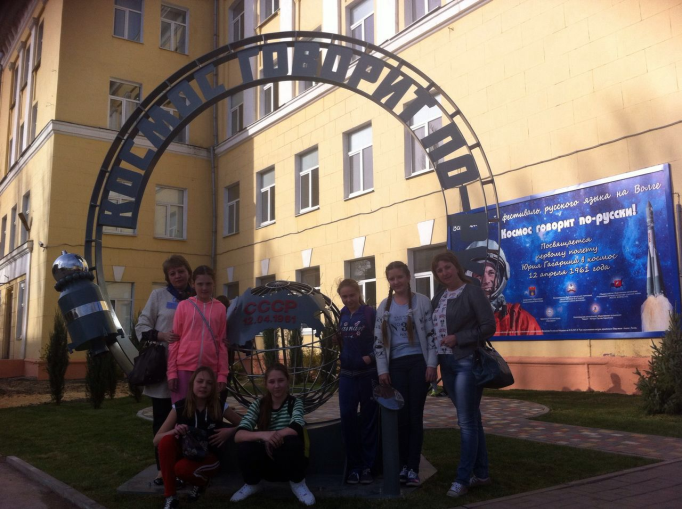 КОСМОС ГОВОРИТ ПО-
СССР
фестиваль русского языка на Волге
Космос говорит по-русски!
Посвящается
первому полету
Юрия Гагарина в космос
12 апреля 1961 года